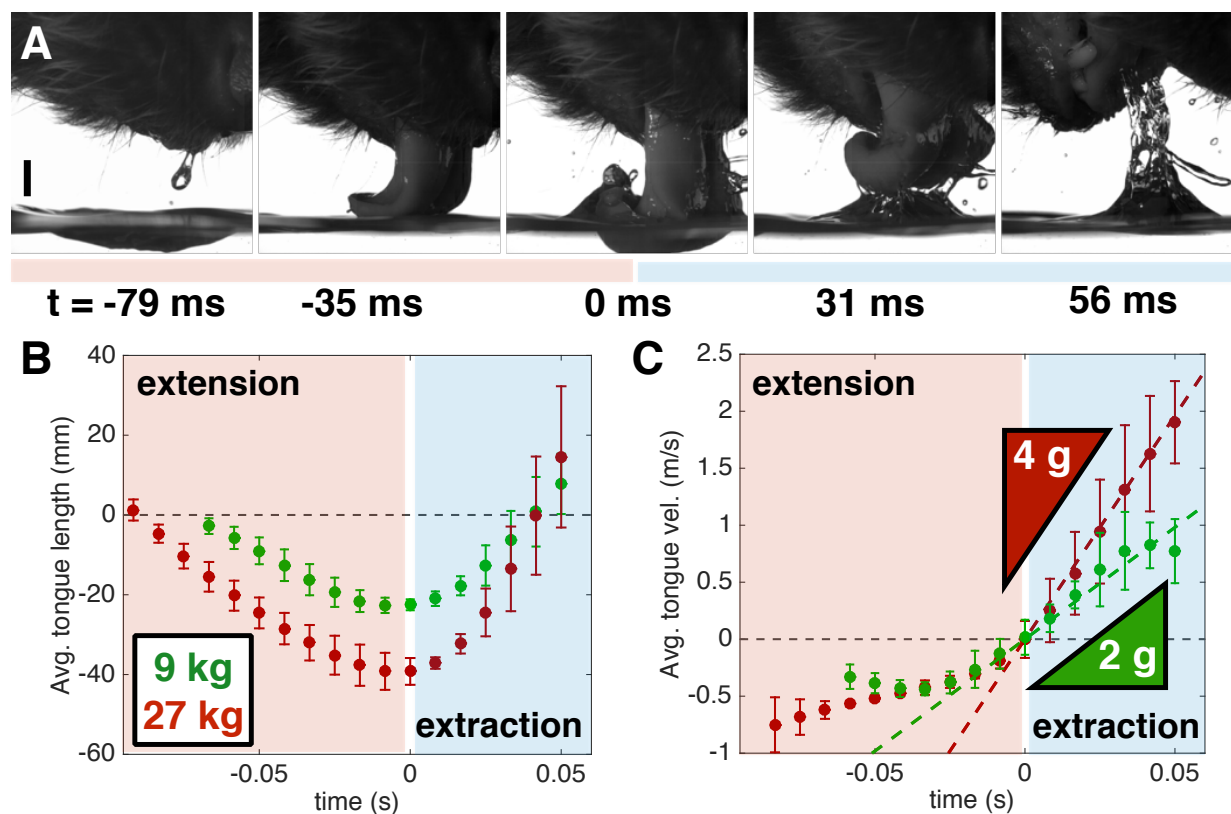 A
t = -79 ms
-35 ms
0 ms
31 ms
56 ms
B
40
20
0
-20
-40
-60
Avg. tongue length (mm)
extension
extraction
9 kg
27 kg
-0.05
0
0.05
time (s)
C
2.5
2
1.5
1
0.5
0
-0.5
-1
Avg. tongue vel. (m/s)
extension
4 g
2 g
extraction
-0.05
0
0.05
time (s)